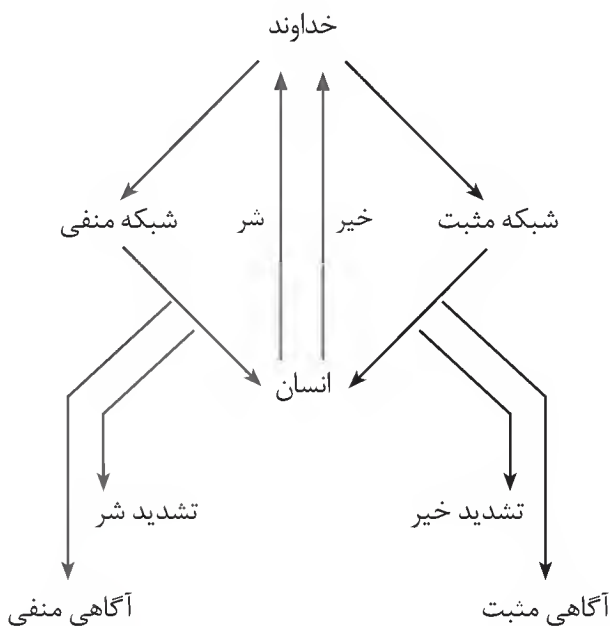 خداوند
شبکه مثبت
خیر
شر
شبکه منفی
انسان
تشدید خیر
تشدید شر
آگاهی مثبت
آگاهی منفی